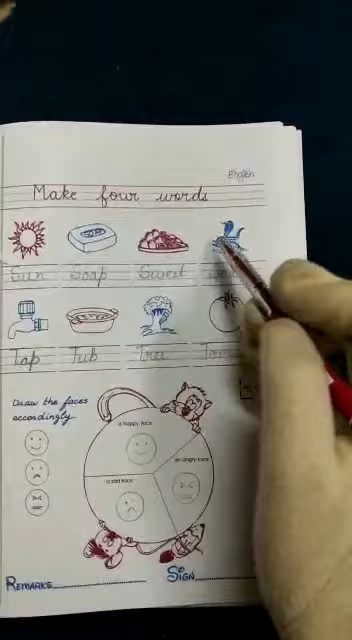 English
Make four words
SOAP
Sun Soap Sweet
Tap Tub Tree
Draw the faces
accordingly.
a happy face
an angry face
a sad face
REMARKS
SIGN